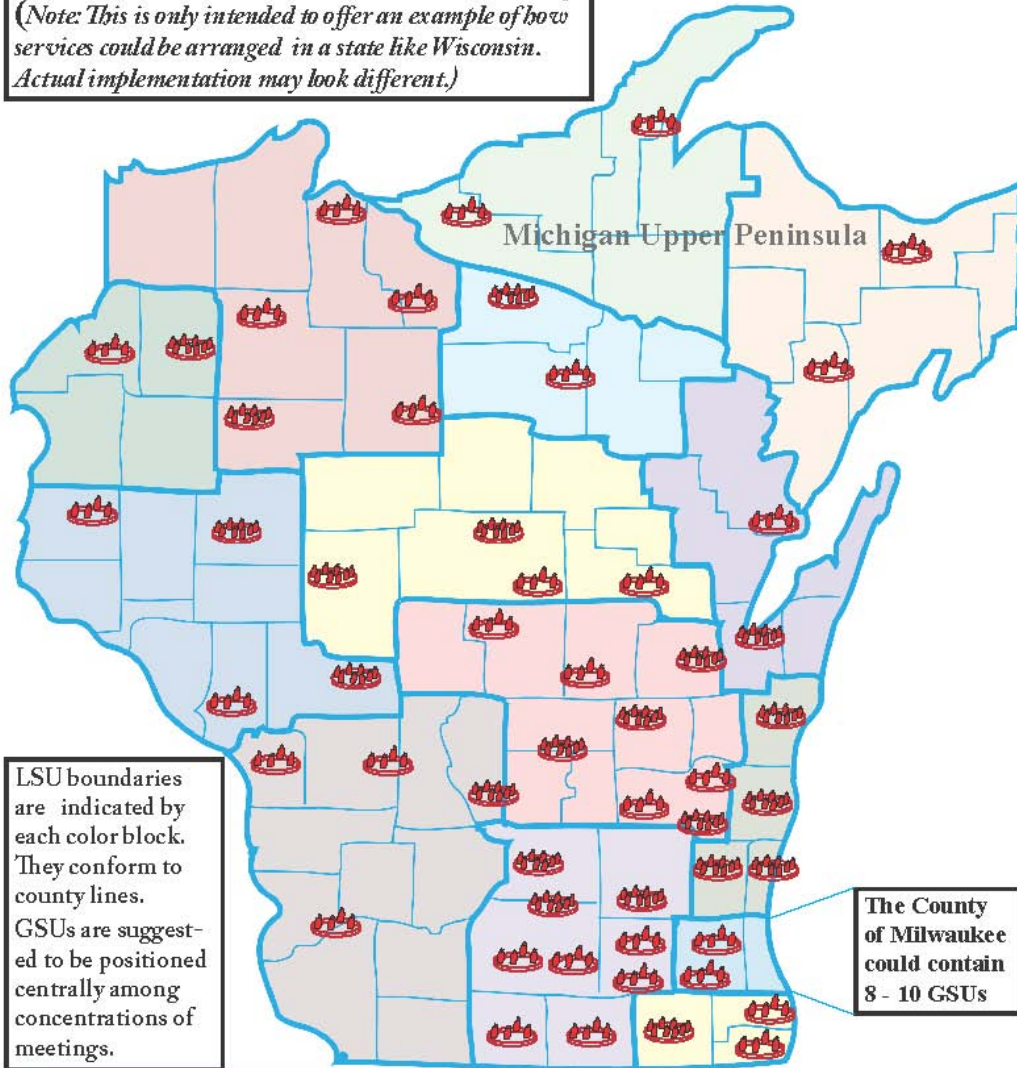 (Note: This is only intended to offer an example of how
services could be arranged in a state like Wisconsin.
Actual implementation may look different.)
Michigan Upper Peninsula
LSU boundaries
are indicated by
each color block.
They conform to
county lines.
GSUs are suggest-
ed to be positioned
centrally among
concentrations of
meetings.
The County
of Milwaukee
could contain
8 - 10 GSUs